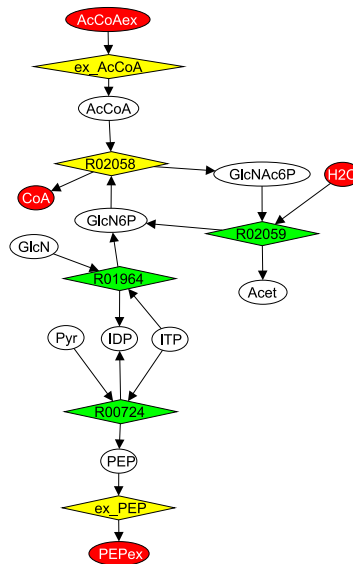 AcCoAex
ex_AcCoA
AcCoA
R02058
GlcNAc6P
H2O
CoA
GlcN6P
R02059
GlcN
R01964
Acet
Pyr
IDP
ITP
R00724
PEP
ex_PEP
PEPex